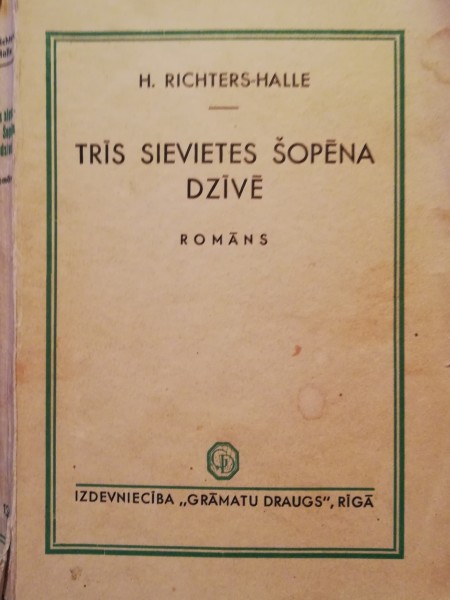 H. RICHTERS-HALLE
TRĪS SIEVIETES ŠOPĒNA
DZĪVĒ
ROMĀNS
IZDEVNIECĪBA „GRĀMATU DRAUGS", RĪGĀ